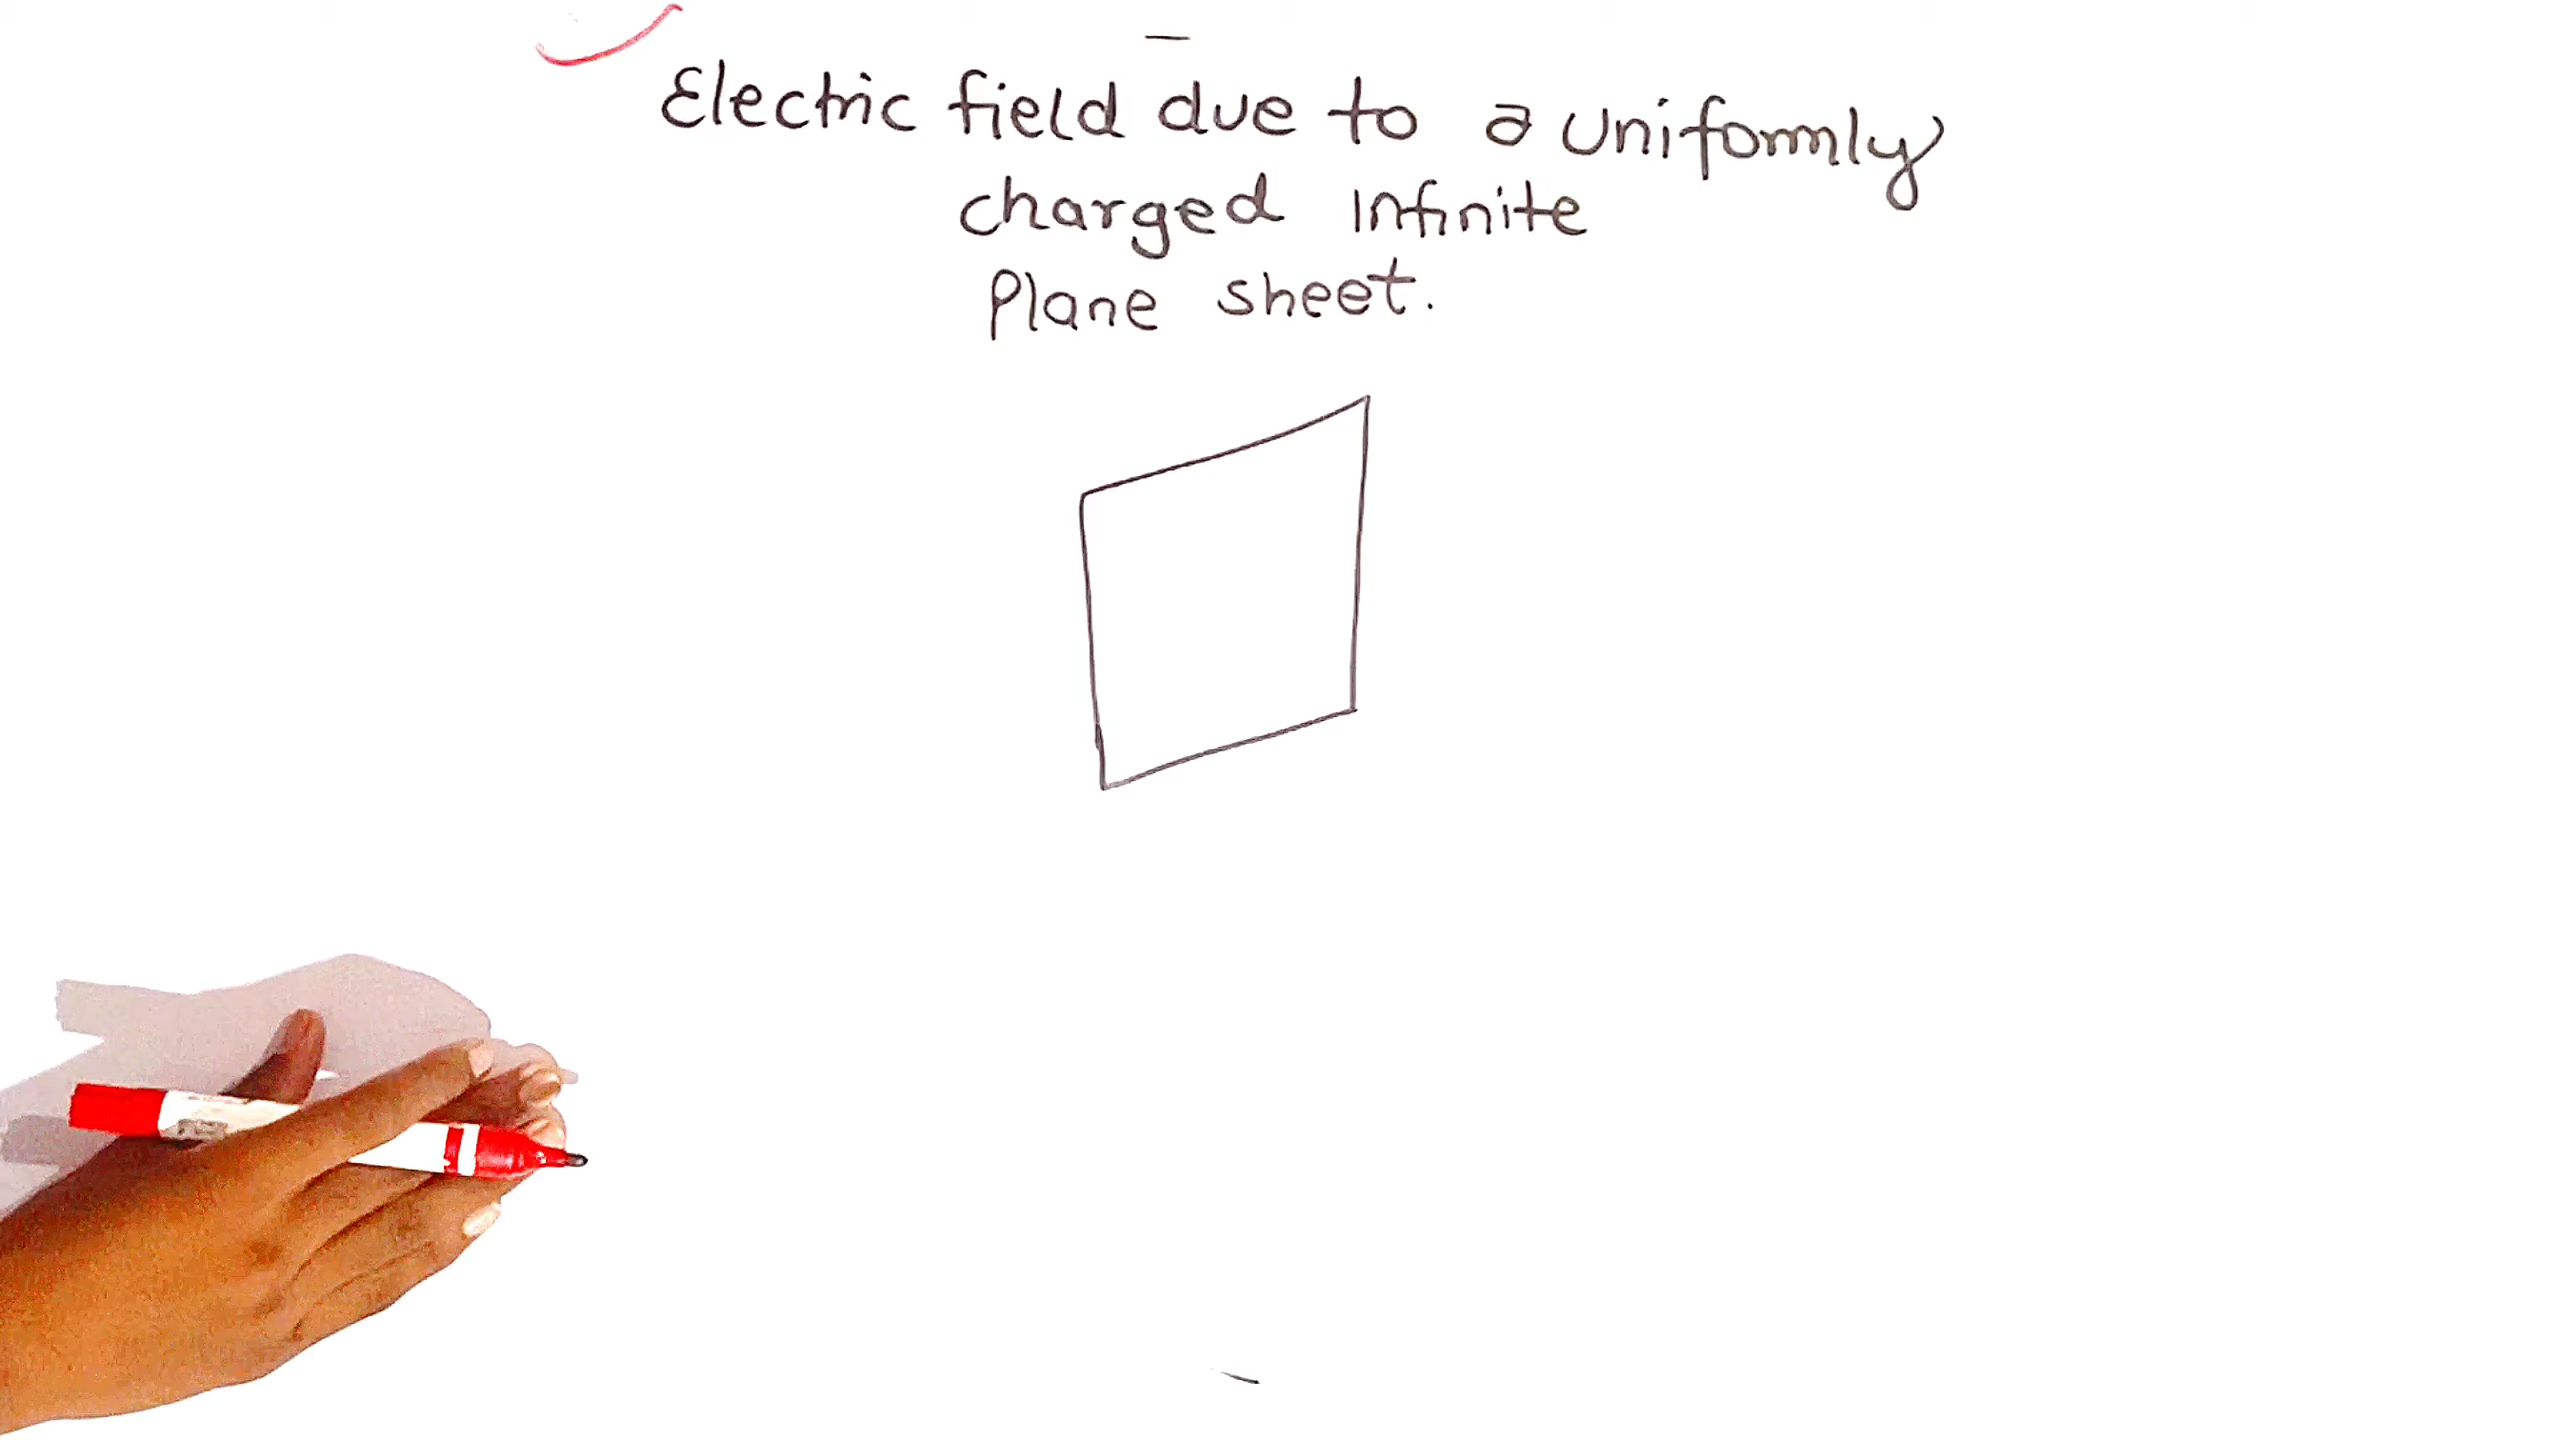 Electric field due to a uniformly
charged Infinite
Plane sheet.